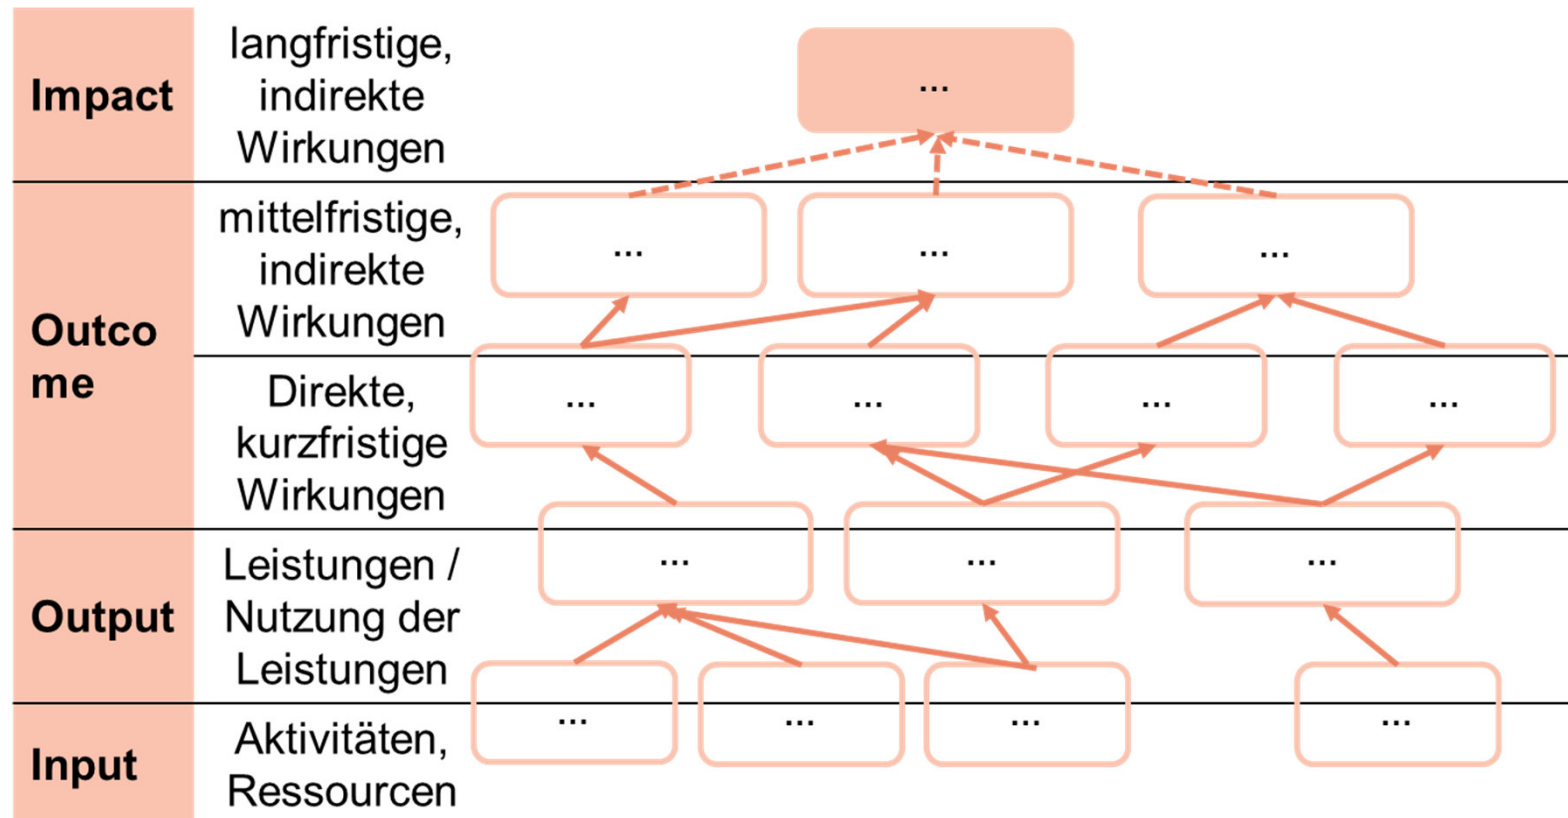 Impact
langfristige,
indirekte
Wirkungen
...
Outco
me
mittelfristige,
indirekte
Wirkungen
...
...
...
Direkte,
kurzfristige
Wirkungen
...
...
...
...
Output
Leistungen /
Nutzung der
Leistungen
...
...
...
Input
Aktivitäten,
Ressourcen
...
...
...
...